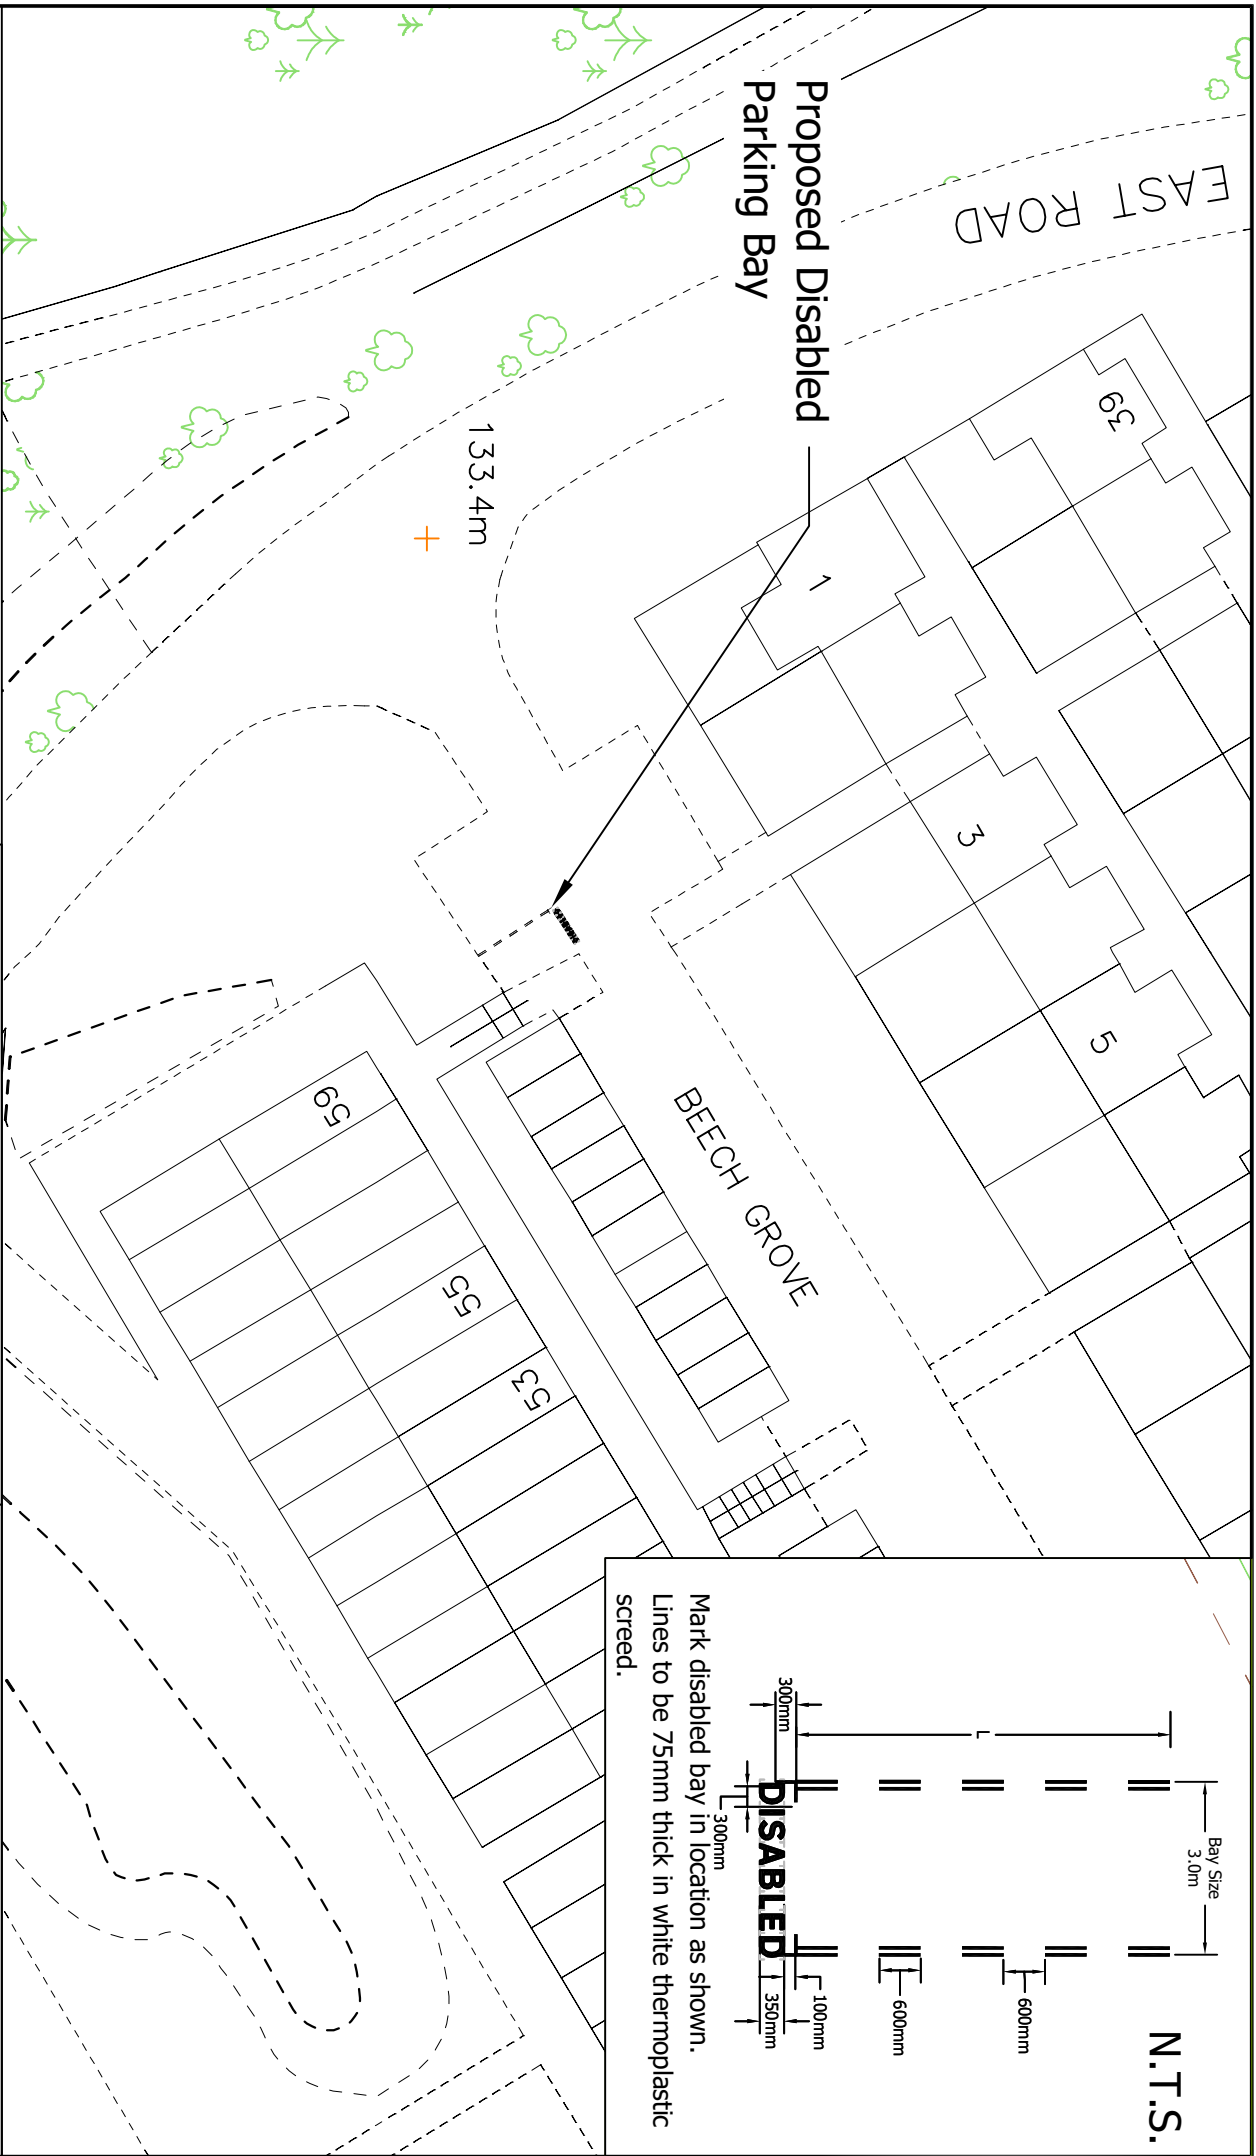 EAST ROAD
Proposed Disabled
Parking Bay
133.4m
39
1
3
5
BEECH GROVE
59
55
53
N.T.S.
Bay Size
3.0m
L
300mm
300mm
DISABLED
100mm
350mm
600mm
600mm
Mark disabled bay in location as shown.
Lines to be 75mm thick in white thermoplastic
screed.